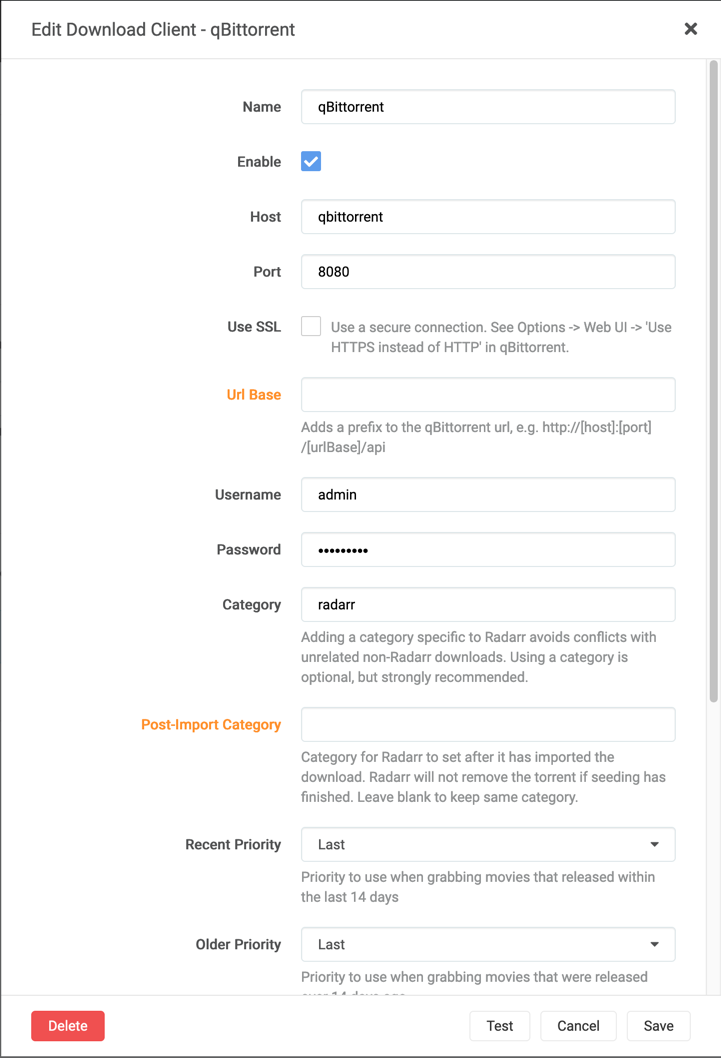 Edit Download Client - qBittorrent
Name
qBittorrent
Enable
Host
qbittorrent
Port
8080
Use SSL
Use a secure connection. See Options -> Web UI -> 'Use
HTTPS instead of HTTP' in qBittorrent.
Url Base
Adds a prefix to the qBittorrent url, e.g. http://[host]:[port]
/[urlBase]/api
Username
admin
Password
•••••••••
Category
radarr
Adding a category specific to Radarr avoids conflicts with
unrelated non-Radarr downloads. Using a category is
optional, but strongly recommended.
Post-Import Category
Category for Radarr to set after it has imported the
download. Radarr will not remove the torrent if seeding has
finished. Leave blank to keep same category.
Recent Priority
Last
Priority to use when grabbing movies that released within
the last 14 days
Older Priority
Last
Priority to use when grabbing movies that were released
over 14 days ago
Delete
Test
Cancel
Save